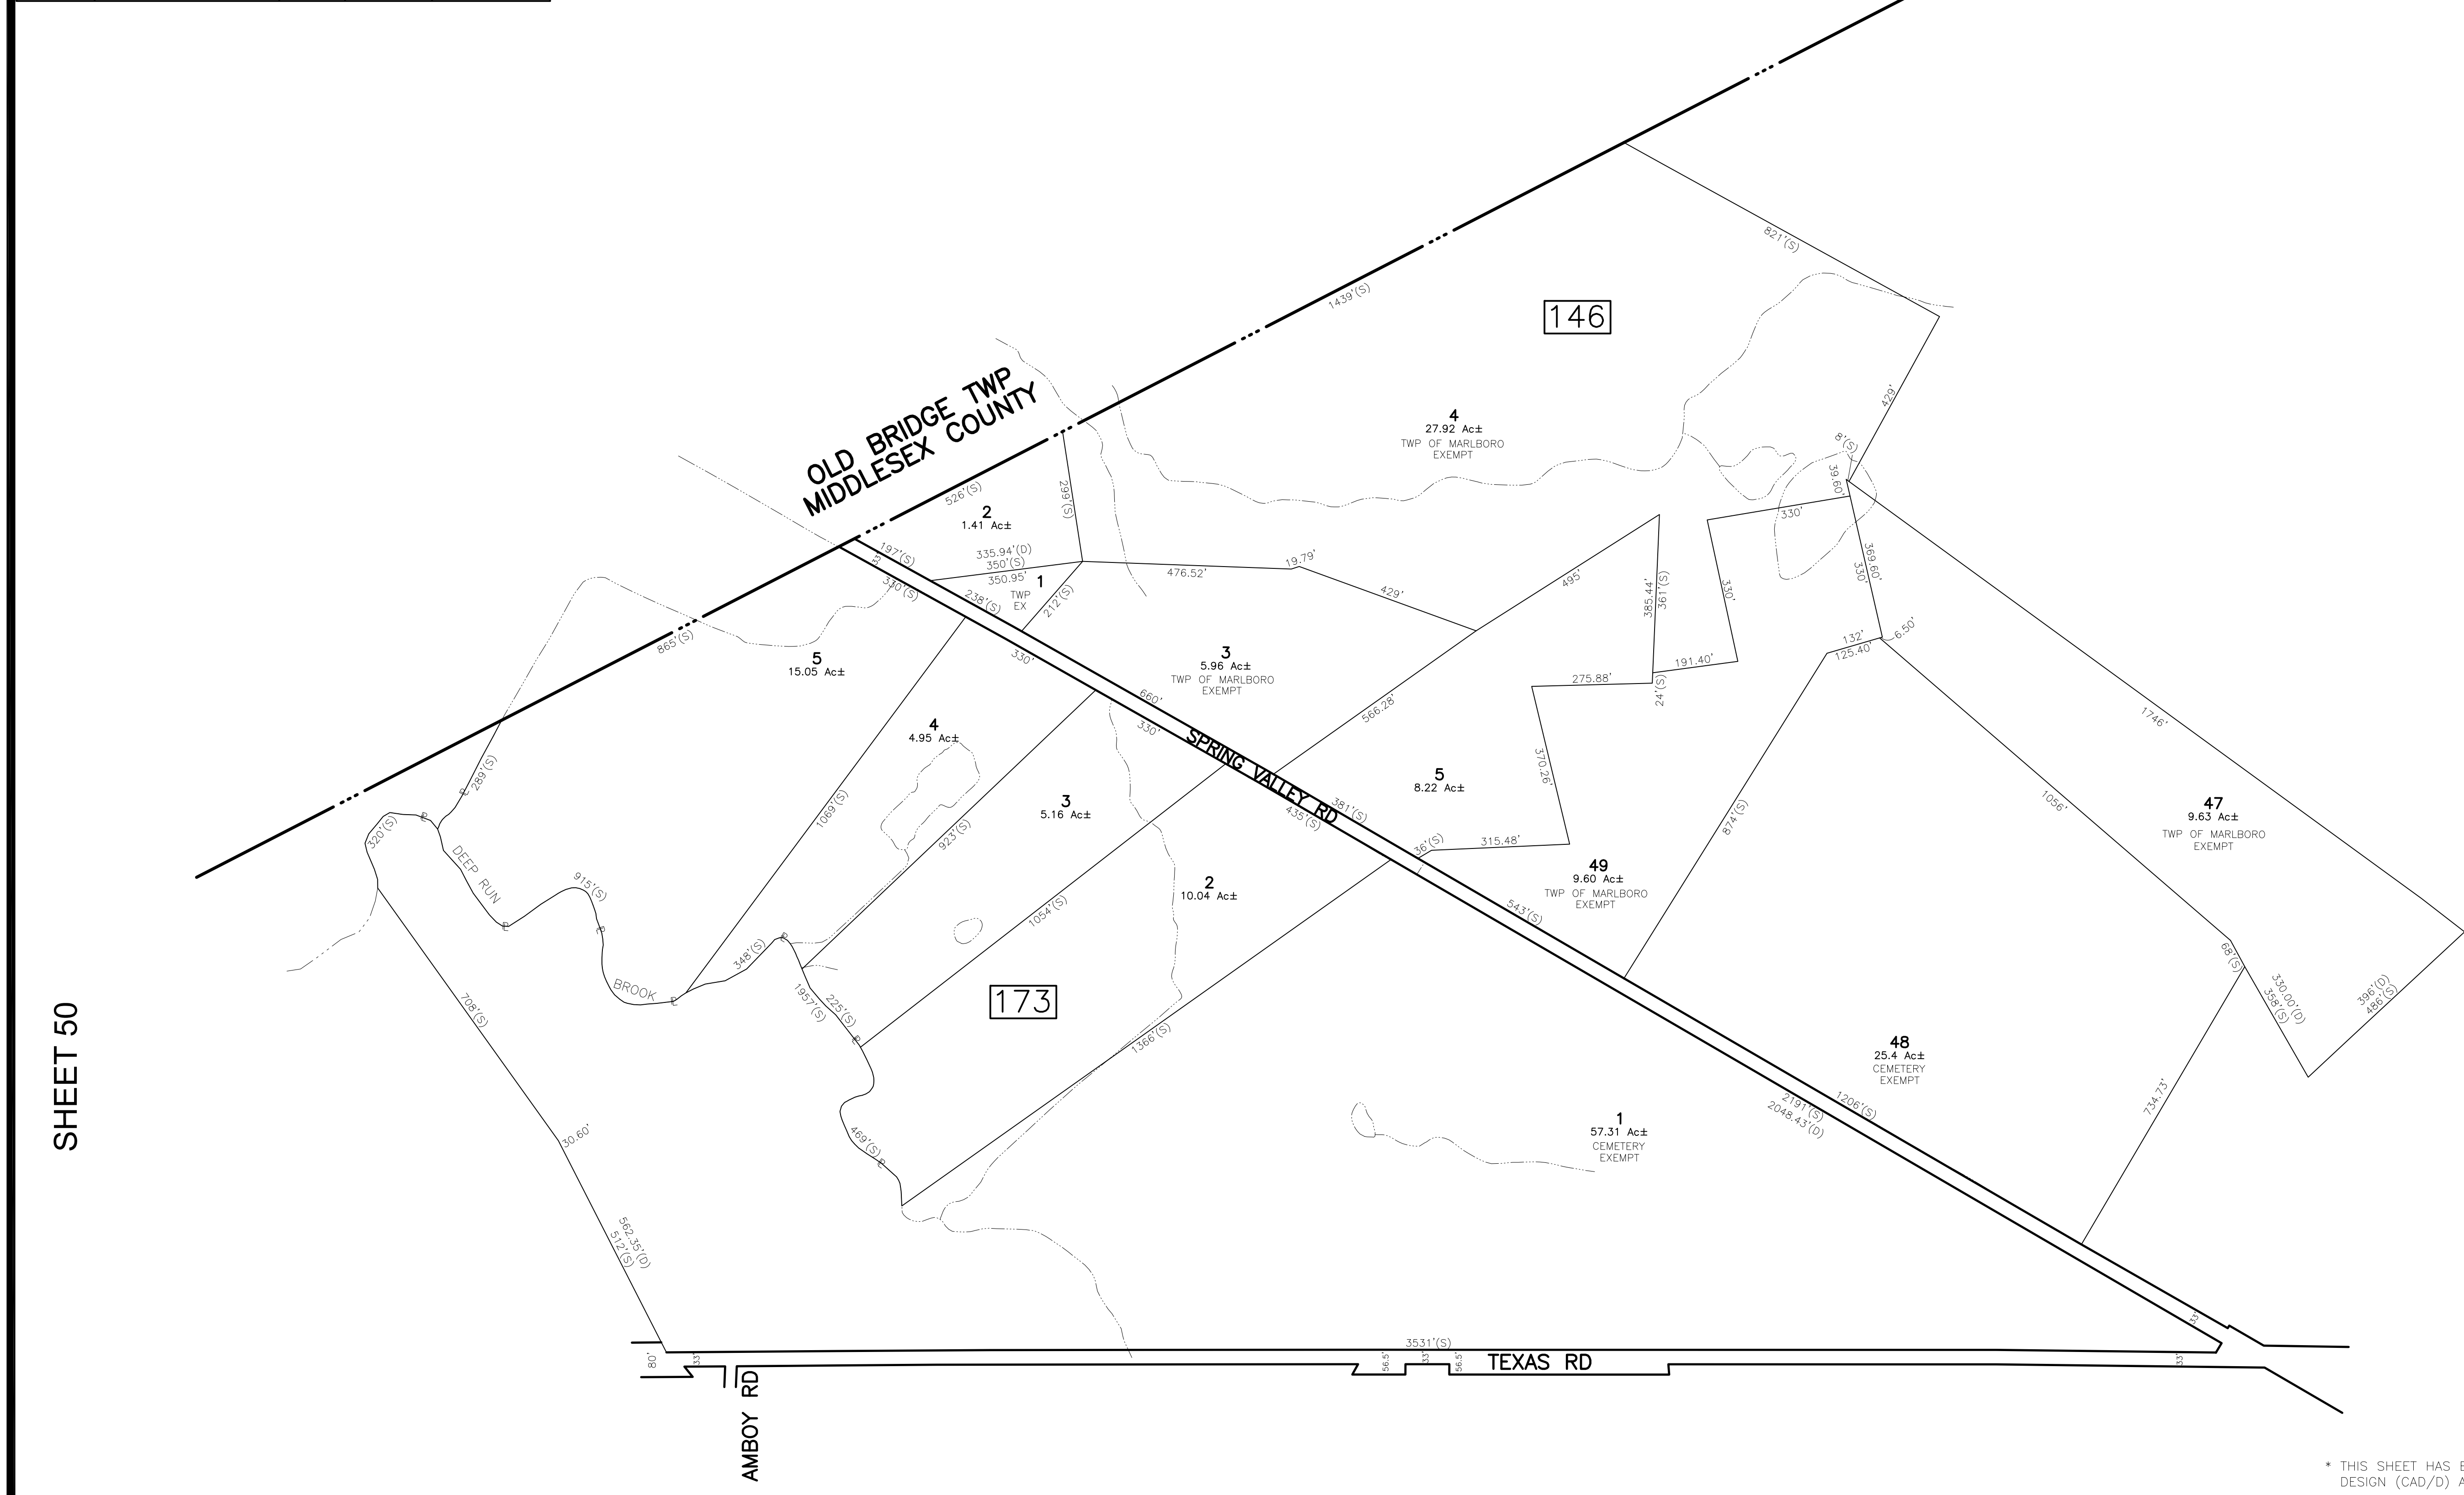 821'(S)
1439'(S)
146
OLD BRIDGE TWP
MIDDLESEX COUNTY
429'
4
27.92 Ac±
TWP OF MARLBORO
EXEMPT
8'(S)
39.60'
526'(S)
299'(S)
2
1.41 Ac±
330'
197'(S)
33'
335.94'(D)
350'(S)
350.95'
1
TWP
EX
476.52'
19.79'
429'
495'
385.44'
361'(S)
330'
369.60'
330'
330'(S)
238'(S)
212'(S)
132'
125.40'
6.50'
865'(S)
5
15.05 Ac±
330'
3
5.96 Ac±
TWP OF MARLBORO
EXEMPT
191.40'
275.88'
24'(S)
660'
566.28'
1746'
4
4.95 Ac±
330'
SPRING VALLEY RD
289'(S)
370.26'
5
8.22 Ac±
1069'(S)
3
5.16 Ac±
381'(S)
435'(S)
874'(S)
1056'
47
9.63 Ac±
TWP OF MARLBORO
EXEMPT
320'(S)
923'(S)
36'(S)
315.48'
DEEP RUN
915'(S)
2
10.04 Ac±
49
9.60 Ac±
TWP OF MARLBORO
EXEMPT
543'(S)
1054'(S)
348'(S)
68'(S)
BROOK
1957'(S)
225'(S)
173
330.00'(D)
358'(S)
396'(D)
486'(S)
708'(S)
1366'(S)
SHEET 50
48
25.4 Ac±
CEMETERY
EXEMPT
734.73'
1206'(S)
2191'(S)
2048.43'(D)
30.60'
469'(S)
1
57.31 Ac±
CEMETERY
EXEMPT
562.35'(D)
512'(S)
33'
3531'(S)
80'
33'
56.5'
33'
56.5'
TEXAS RD
33'
AMBOY RD
* THIS SHEET HAS
DESIGN (CAD/D)